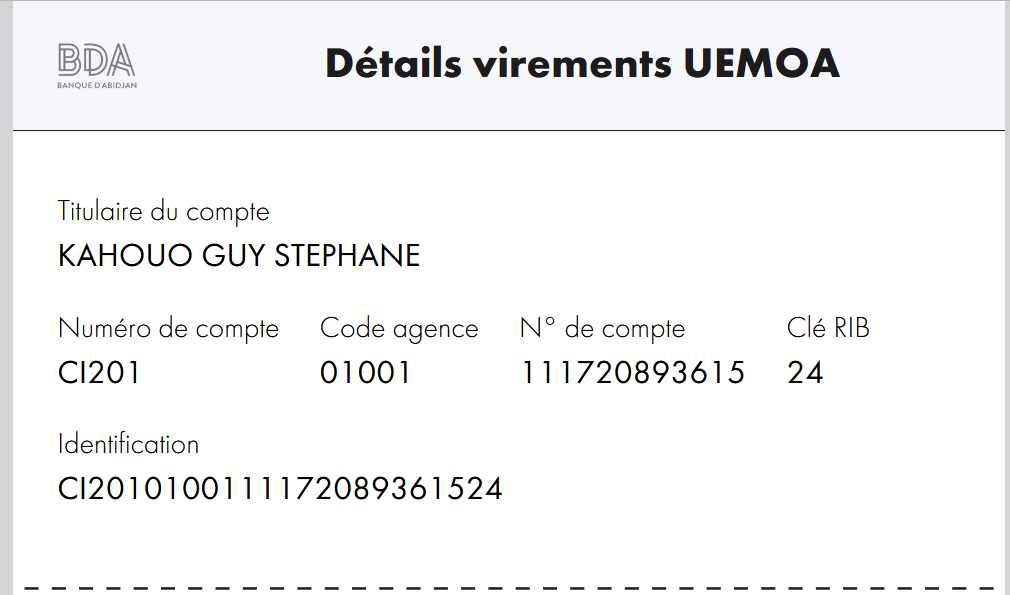 BDA
BANQUE D'ABIDJAN
Détails virements UEMOA
Titulaire du compte
KAHOUO GUY STEPHANE
Numéro de compte Code agence N° de compte Clé RIB
CI201 01001 111720893615 24
Identification
CI2010100111172089361524